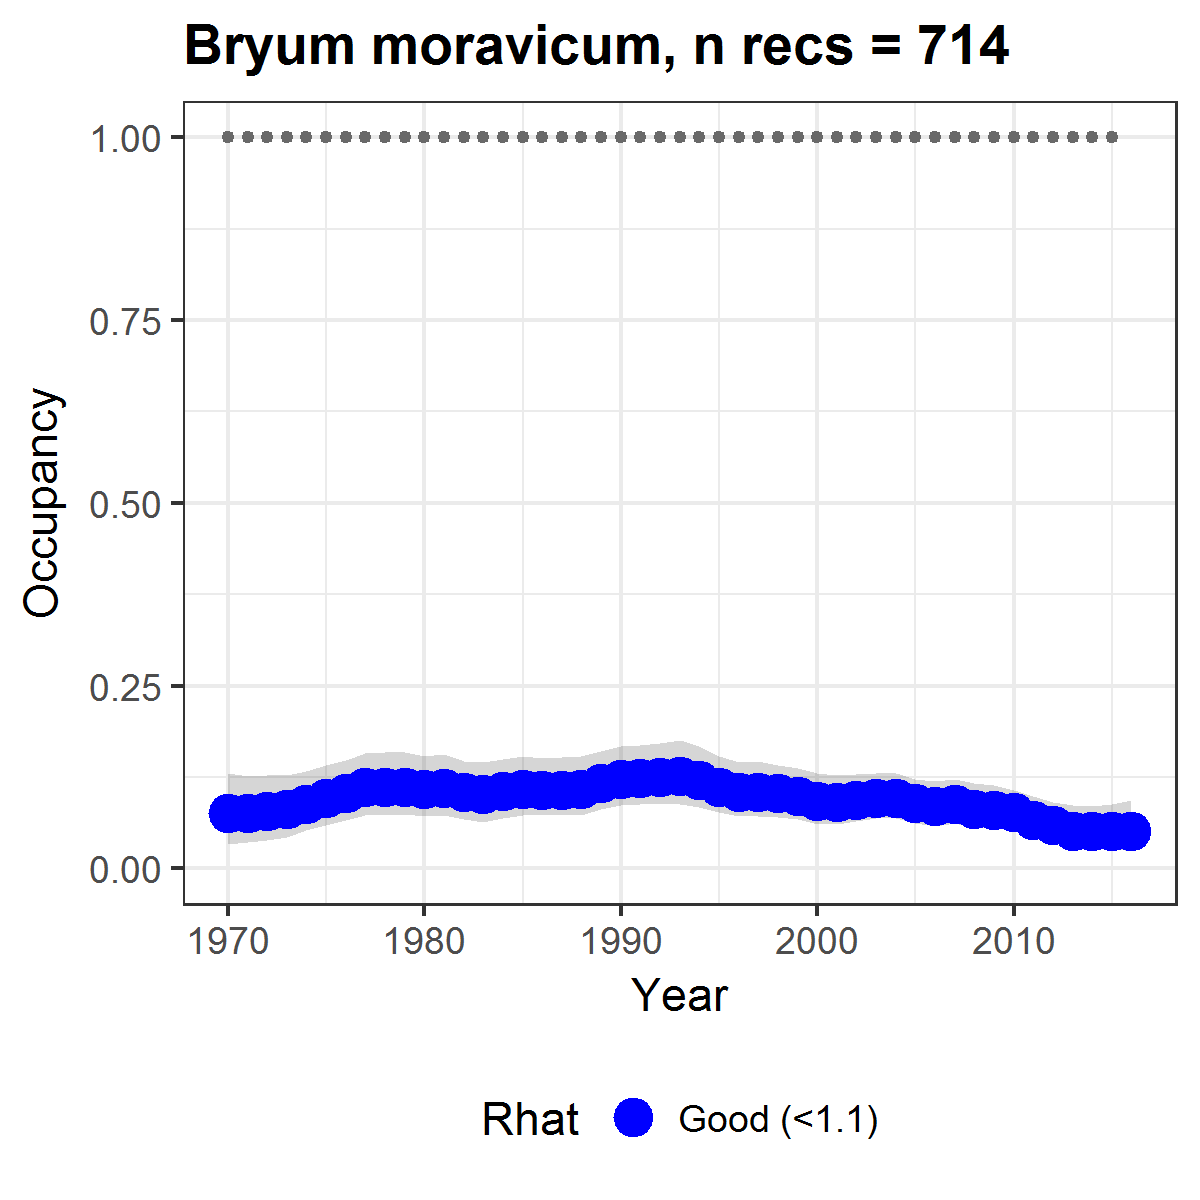 Bryum moravicum, n recs = 714
1.00
0.75
0.50
0.25
0.00
Occupancy
1970 1980 1990 2000 2010
Year
Rhat Good (<1.1)